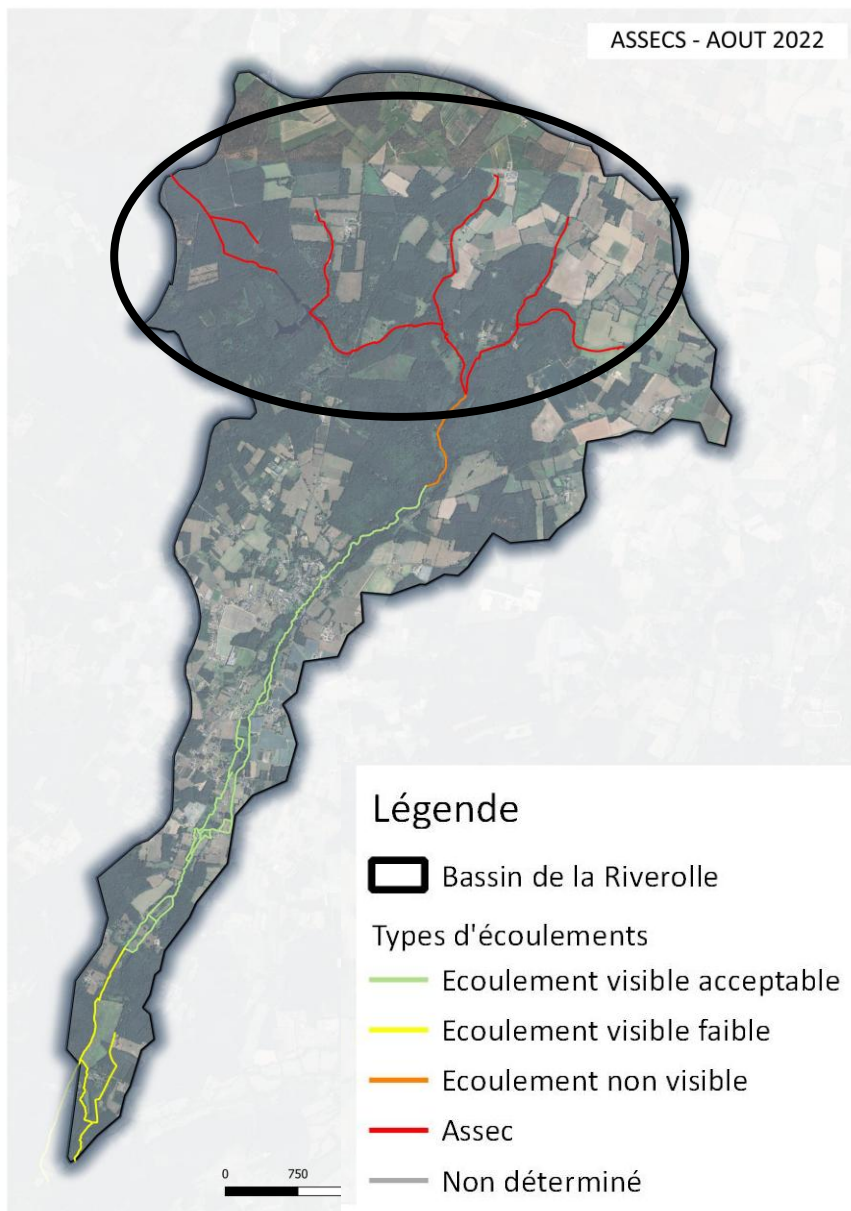 ASSECS - AOUT 2022
Légende
Bassin de la Riverolle
Types d'écoulements
Ecoulement visible acceptable
Ecoulement visible faible
Ecoulement non visible
Assec
Non déterminé
0 750